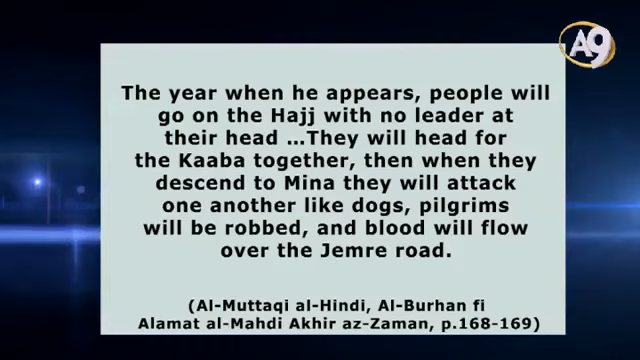 A9
The year when he appears, people will
go on the Hajj with no leader at
their head ...They will head for
the Kaaba together, then when they
descend to Mina they will attack
one another like dogs, pilgrims
will be robbed, and blood will flow
over the Jemre road.
(Al-Muttaqi al-Hindi, Al-Burhan fi
Alamat al-Mahdi Akhir az-Zaman, p.168-169)